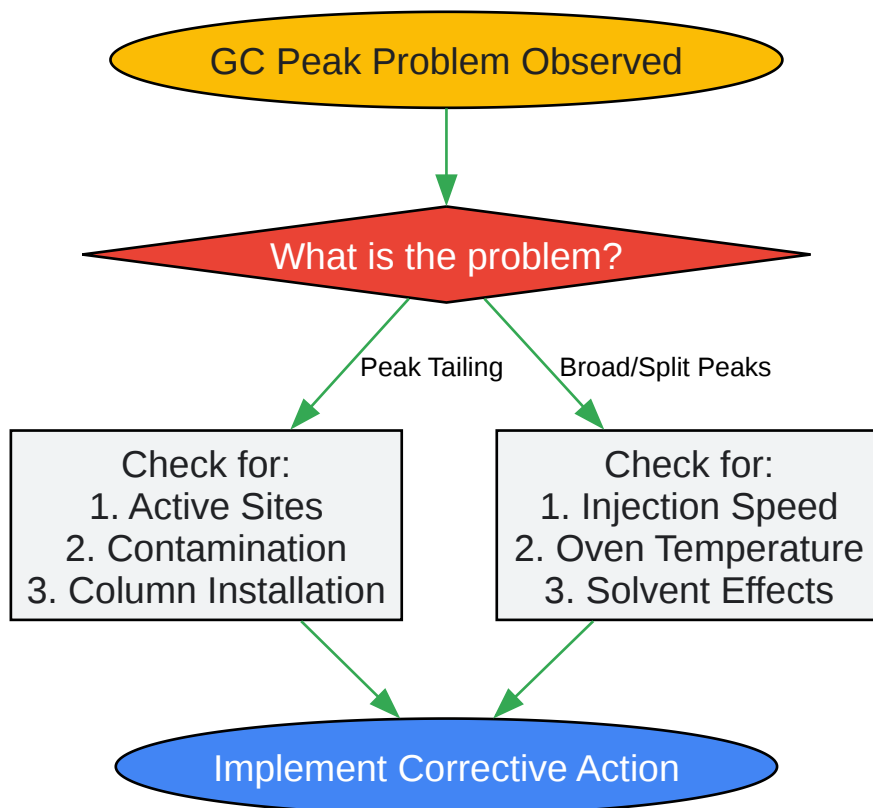 GC Peak Problem Observed
What is the problem?
Peak Tailing
Broad/Split Peaks
Check for:
1. Active Sites
2. Contamination
3. Column Installation
Check for:
1. Injection Speed
2. Oven Temperature
3. Solvent Effects
Implement Corrective Action